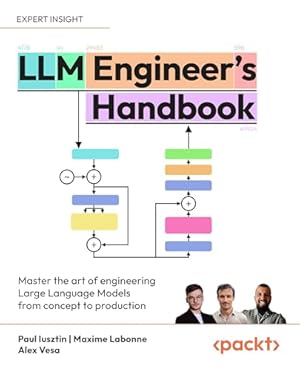 EXPERT INSIGHT
LLM Engineer's
Handbook
Master the art of engineering
Large Language Models
from concept to production
Paul Iusztin | Maxime Labonne
Alex Vesa
<packt>